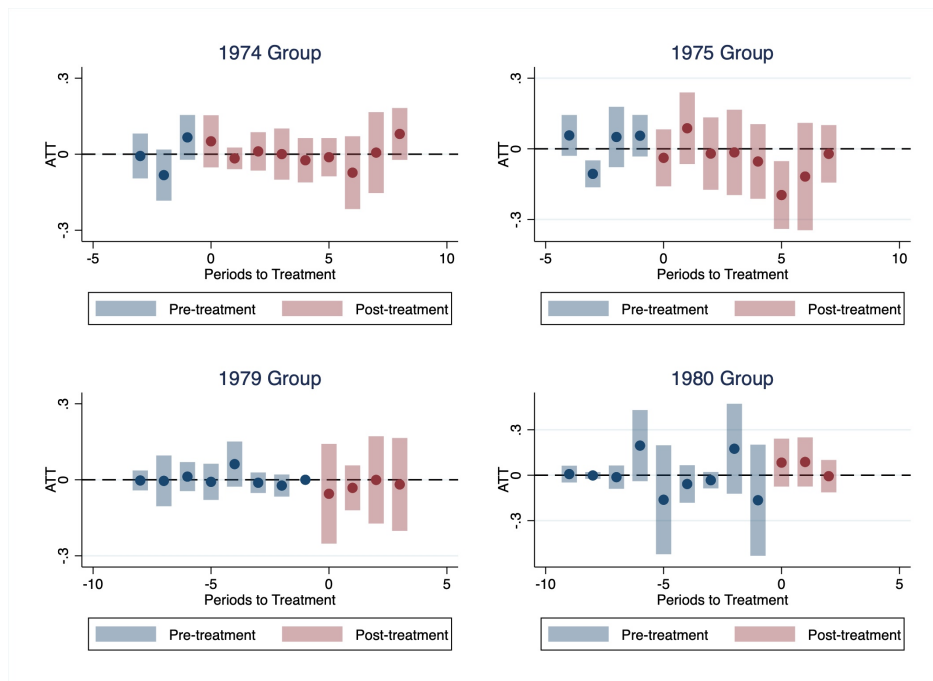 1974 Group
.3
0
-.3
ATT
-5
0
5
10
Periods to Treatment
Pre-treatment
Post-treatment
1975 Group
.3
0
-.3
ATT
-5
0
5
10
Periods to Treatment
Pre-treatment
Post-treatment
1979 Group
.3
0
-.3
ATT
-10
-5
0
5
Periods to Treatment
Pre-treatment
Post-treatment
1980 Group
.3
0
-.3
ATT
-10
-5
0
5
Periods to Treatment
Pre-treatment
Post-treatment